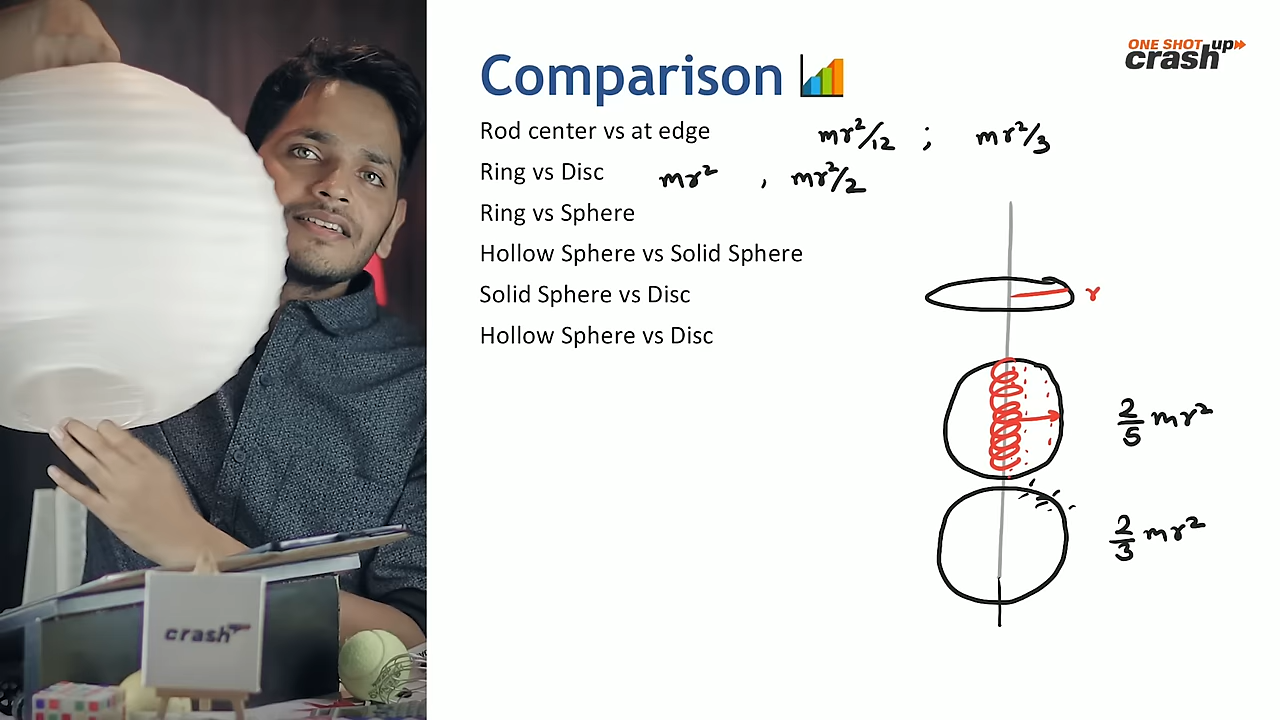 ONE SHOT
crash up
Comparison
Rod center vs at edge mr²/12 ; mr²/3
Ring vs Disc mr² , mr²/2
Ring vs Sphere
Hollow Sphere vs Solid Sphere
Solid Sphere vs Disc
Hollow Sphere vs Disc
r
2/5 mr²
2/3 mr²
crash